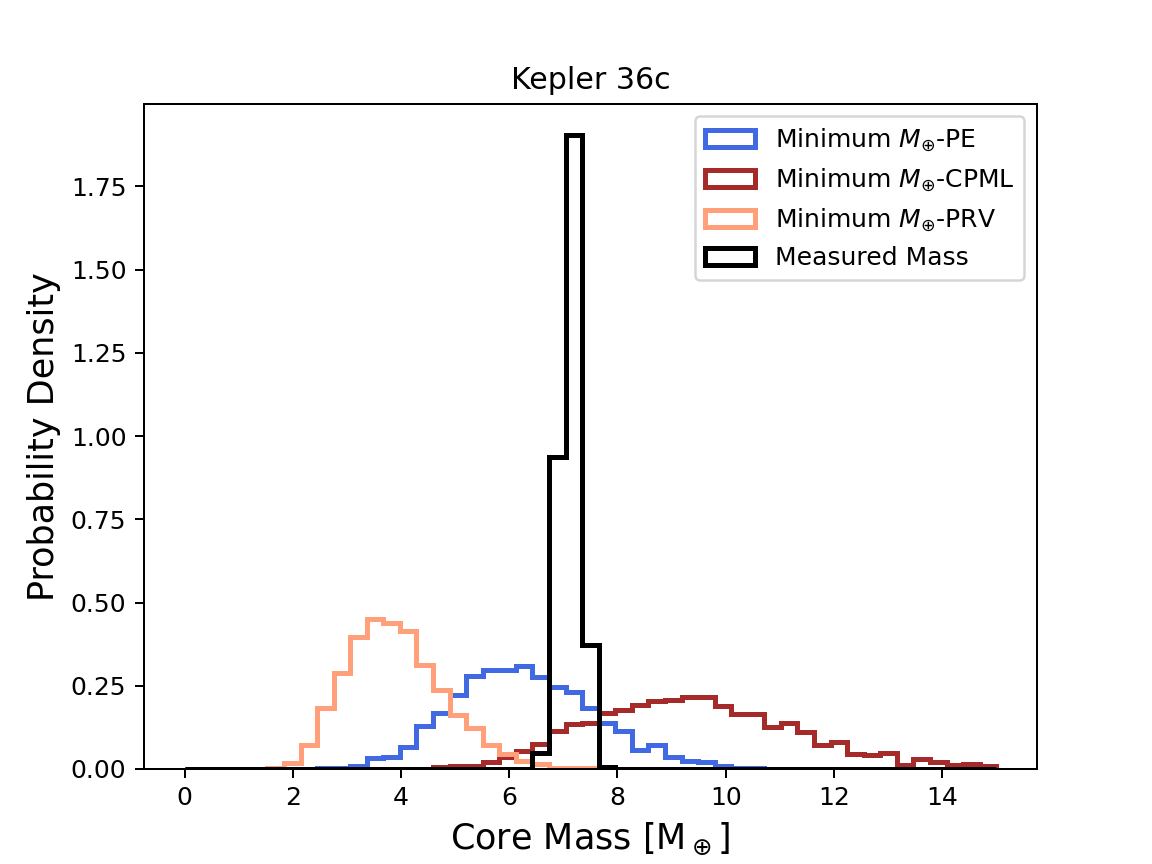 Kepler 36c
Minimum M⊕-PE
Minimum M⊕-CPML
Minimum M⊕-PRV
Measured Mass
Probability Density
1.75
1.50
1.25
1.00
0.75
0.50
0.25
0.00
0 2 4 6 8 10 12 14
Core Mass [M⊕]